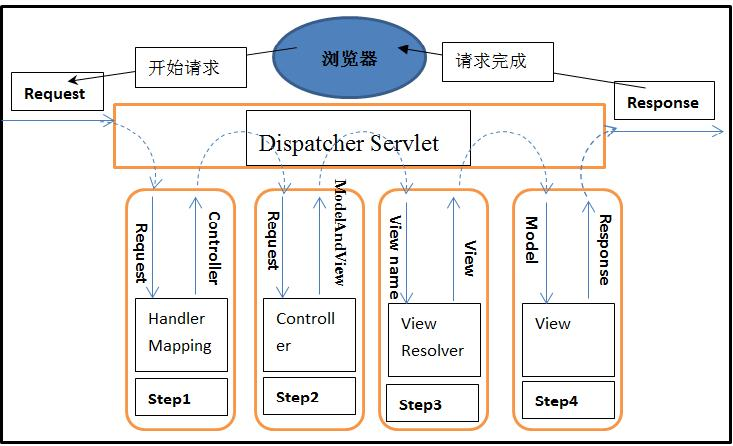 浏览器
开始请求
请求完成
Request
Response
Dispatcher Servlet
Request
Controller
Request
ModelAndView
View name
View
Model
Response
Handler
Mapping
Controll
er
View
Resolver
View
Step1
Step2
Step3
Step4